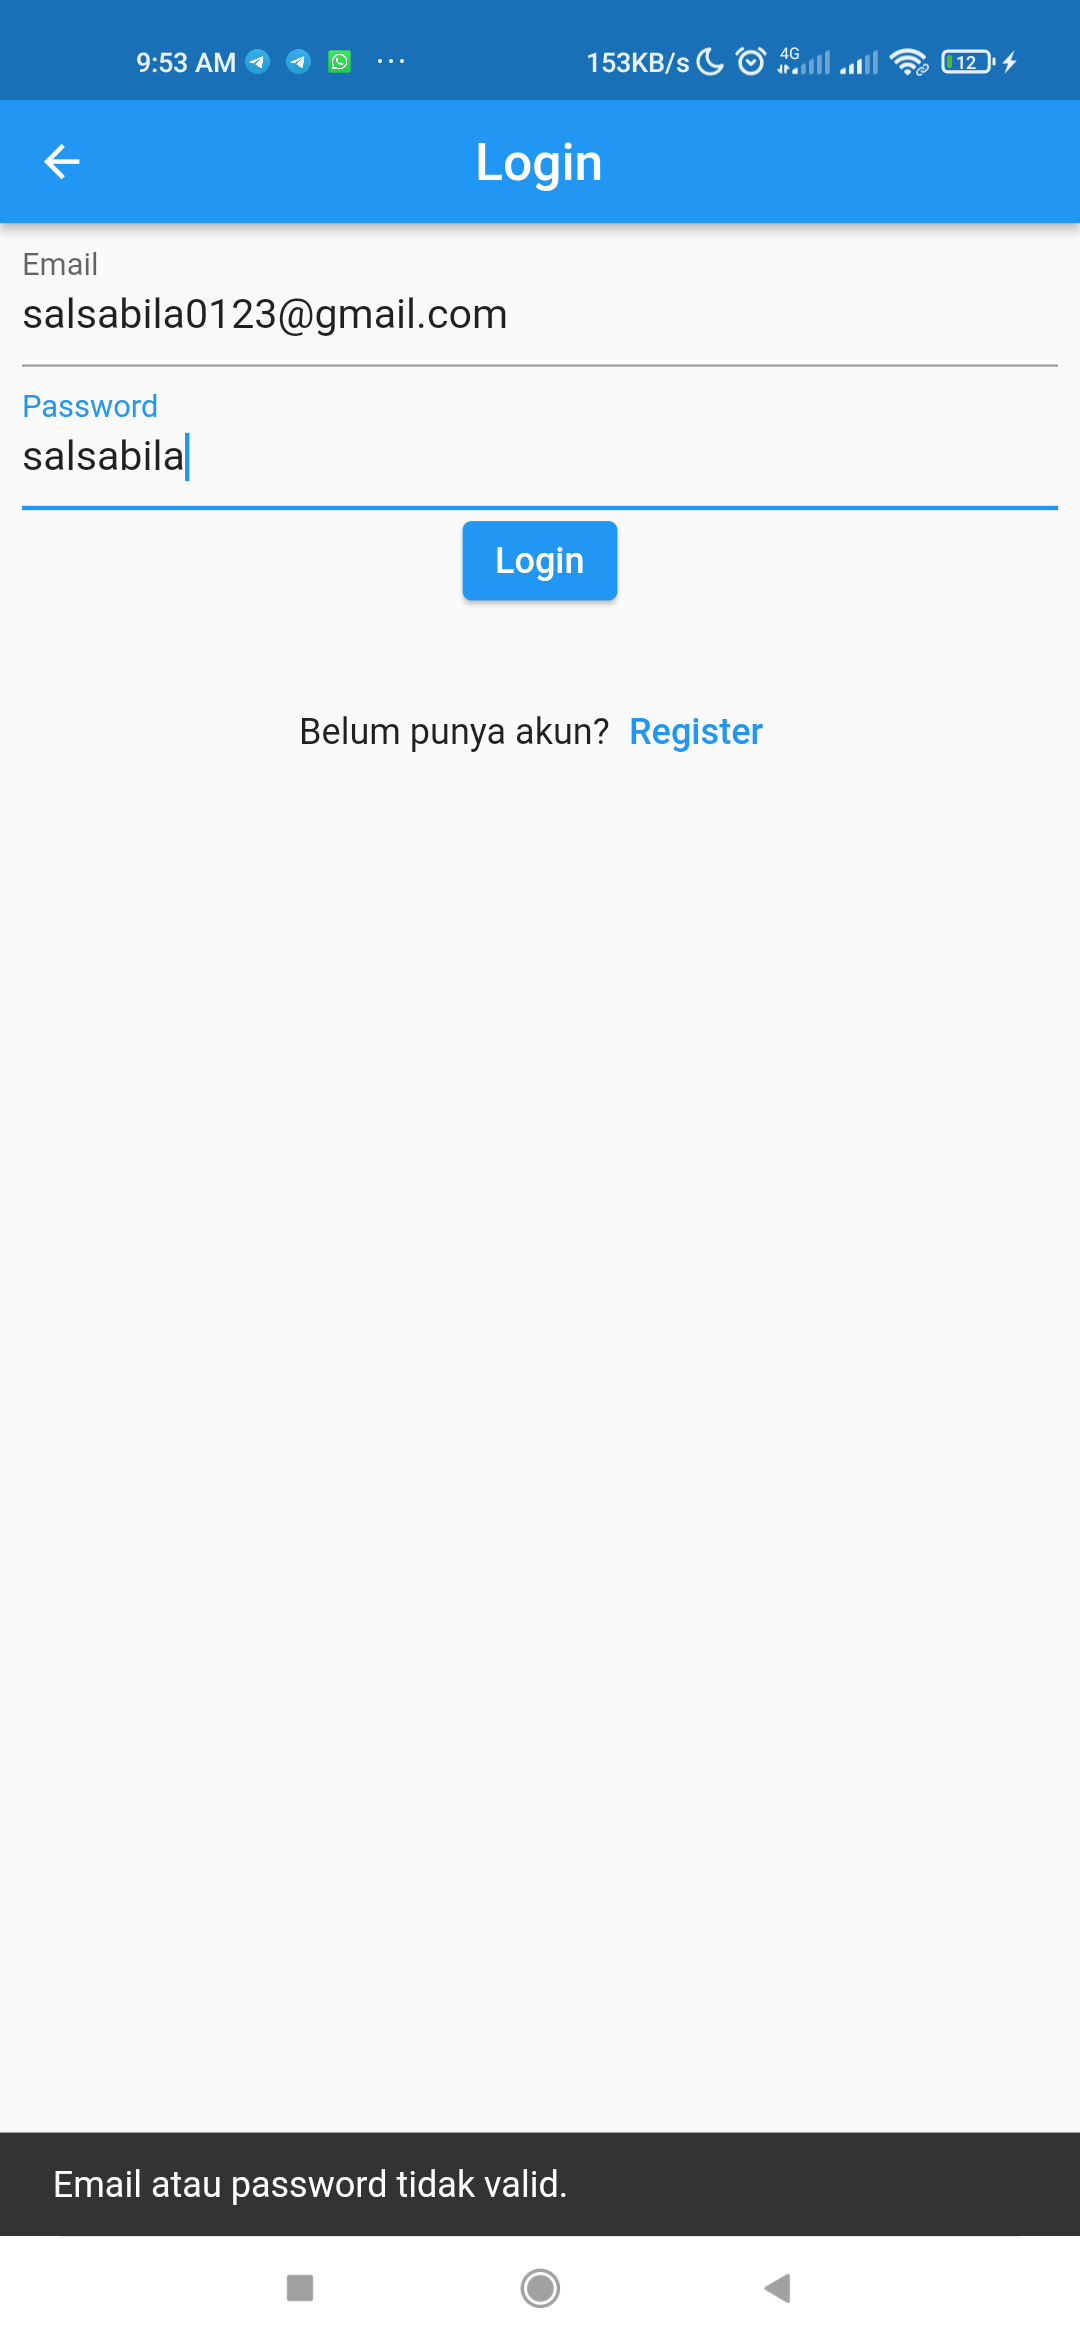 9:53 AM ... 153KB/s 4G 12
Login
Email
salsabila0123@gmail.com
Password
salsabila
Login
Belum punya akun? Register
Email atau password tidak valid.